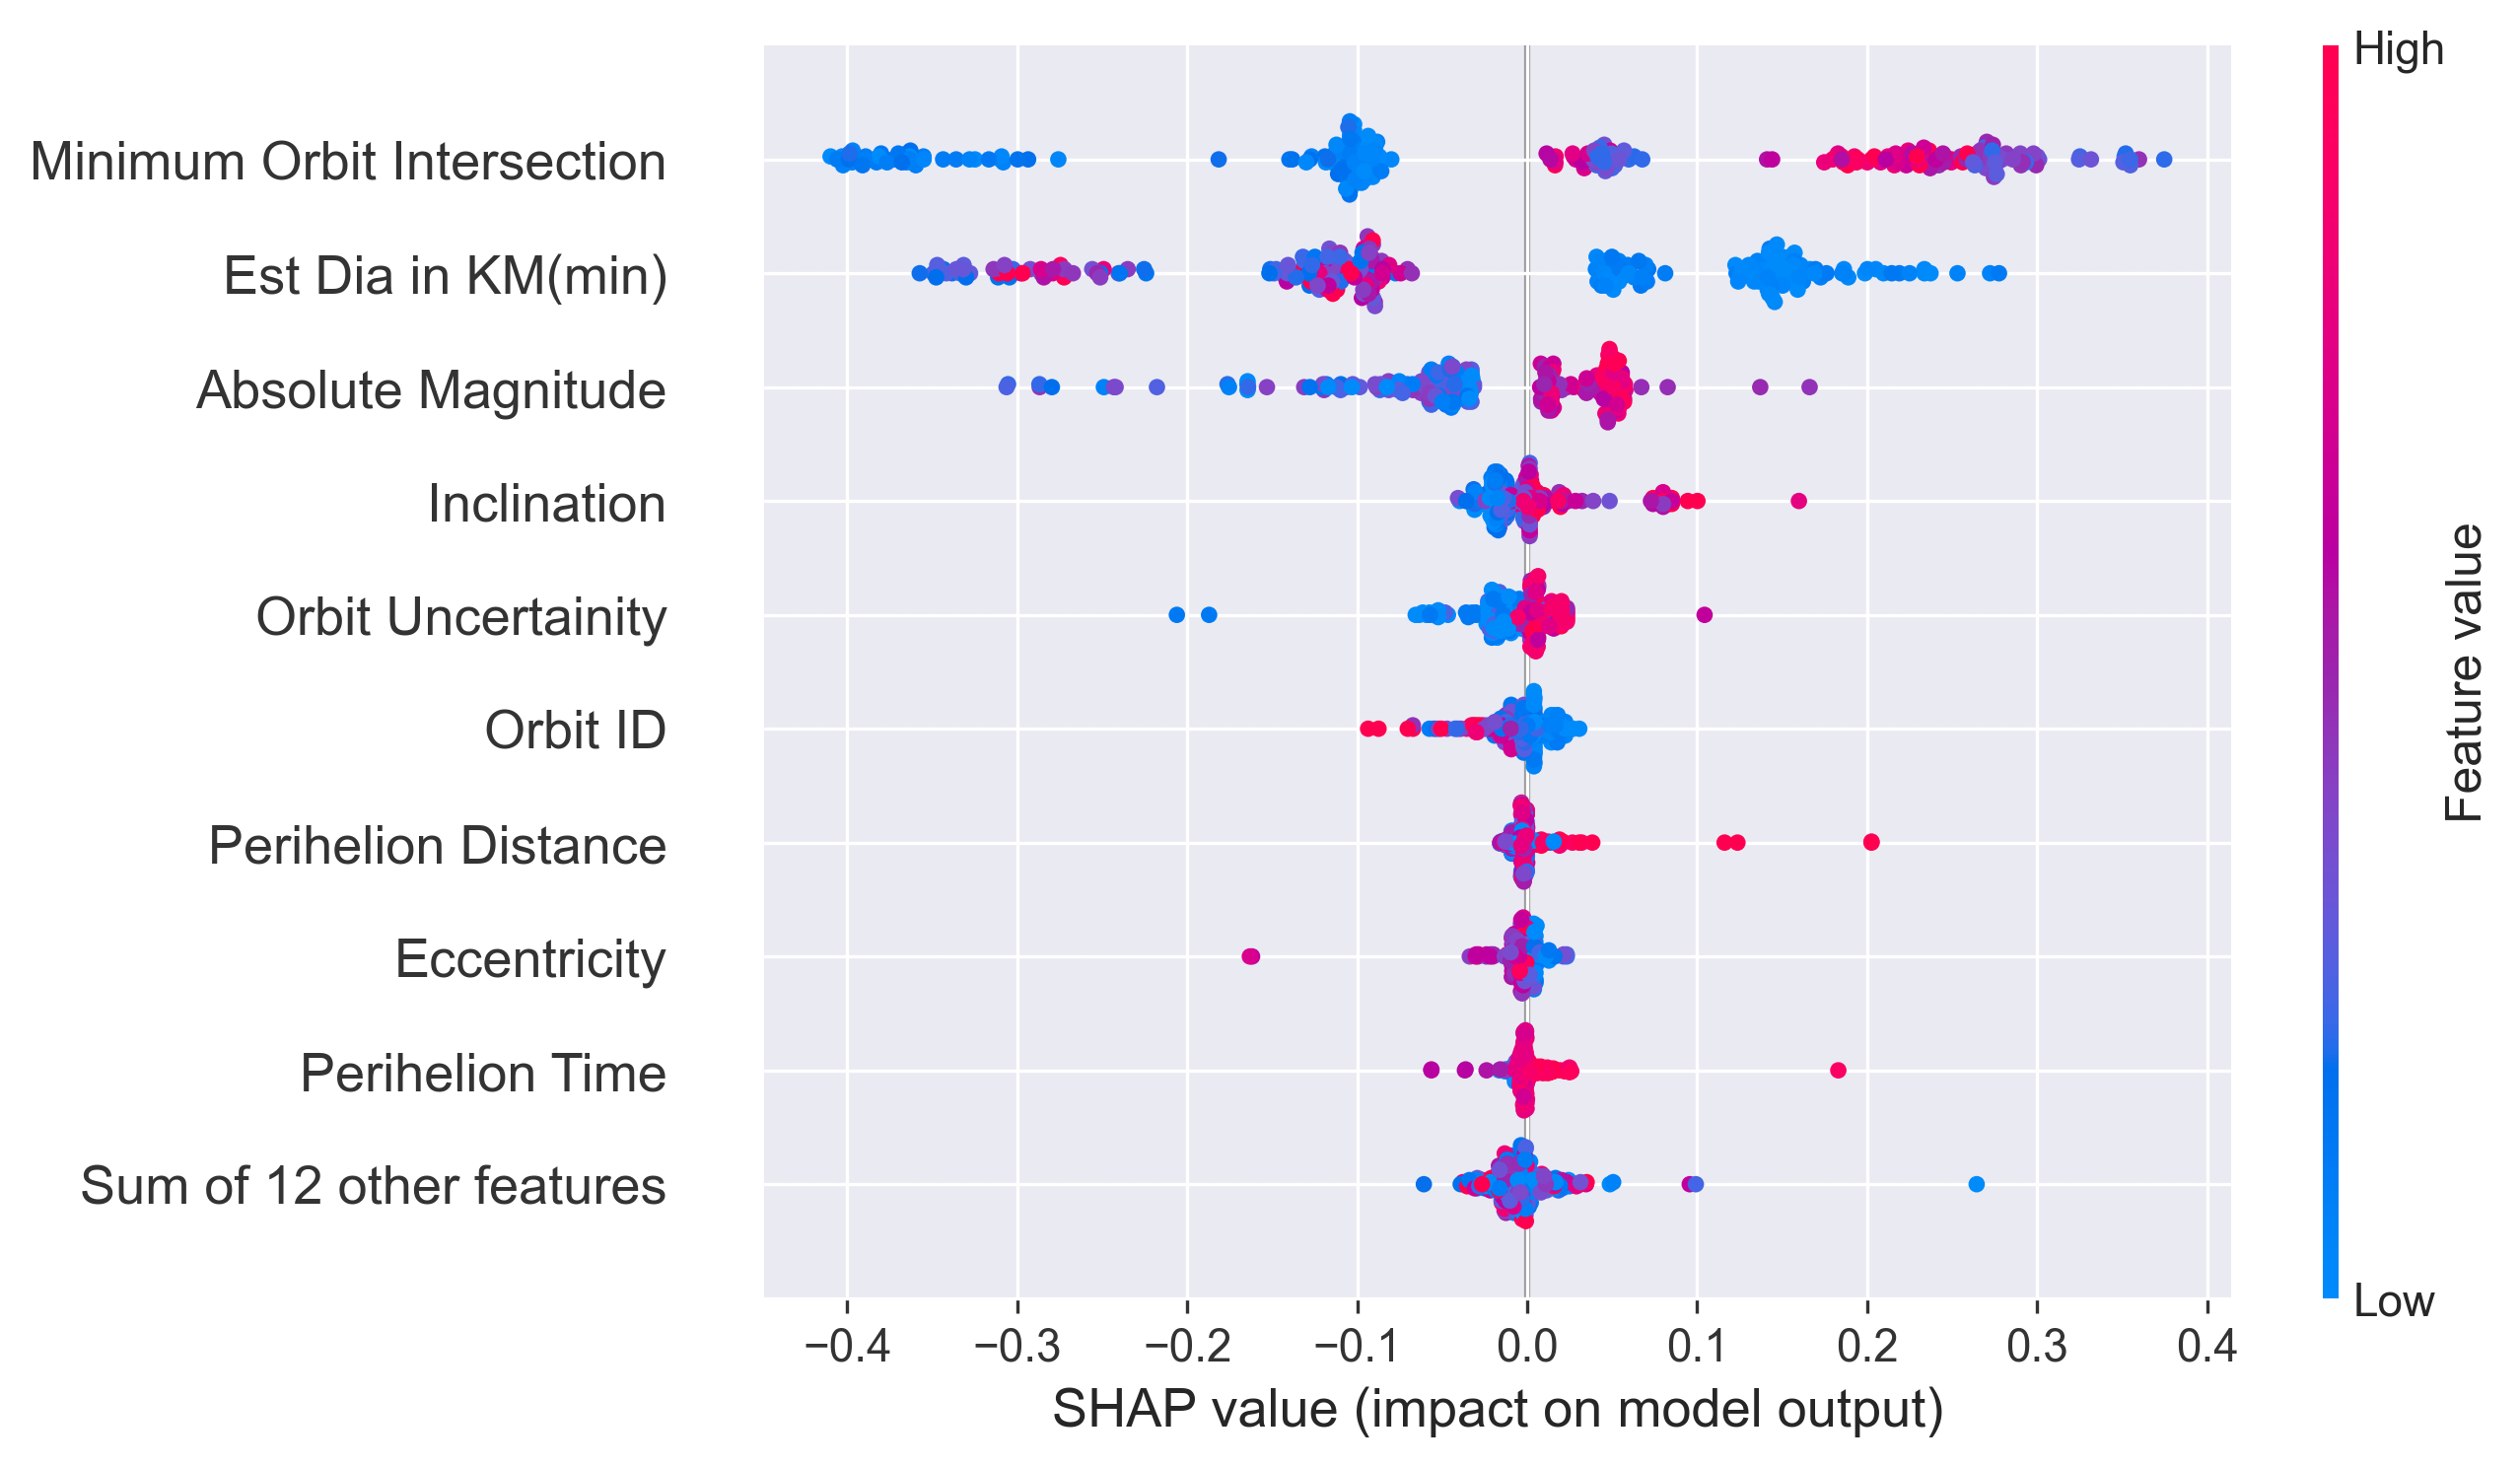 High
Minimum Orbit Intersection
Est Dia in KM(min)
Absolute Magnitude
Inclination
Orbit Uncertainity
Orbit ID
Perihelion Distance
Eccentricity
Perihelion Time
Sum of 12 other features
Feature value
Low
−0.4 −0.3 −0.2 −0.1 0.0 0.1 0.2 0.3 0.4
SHAP value (impact on model output)